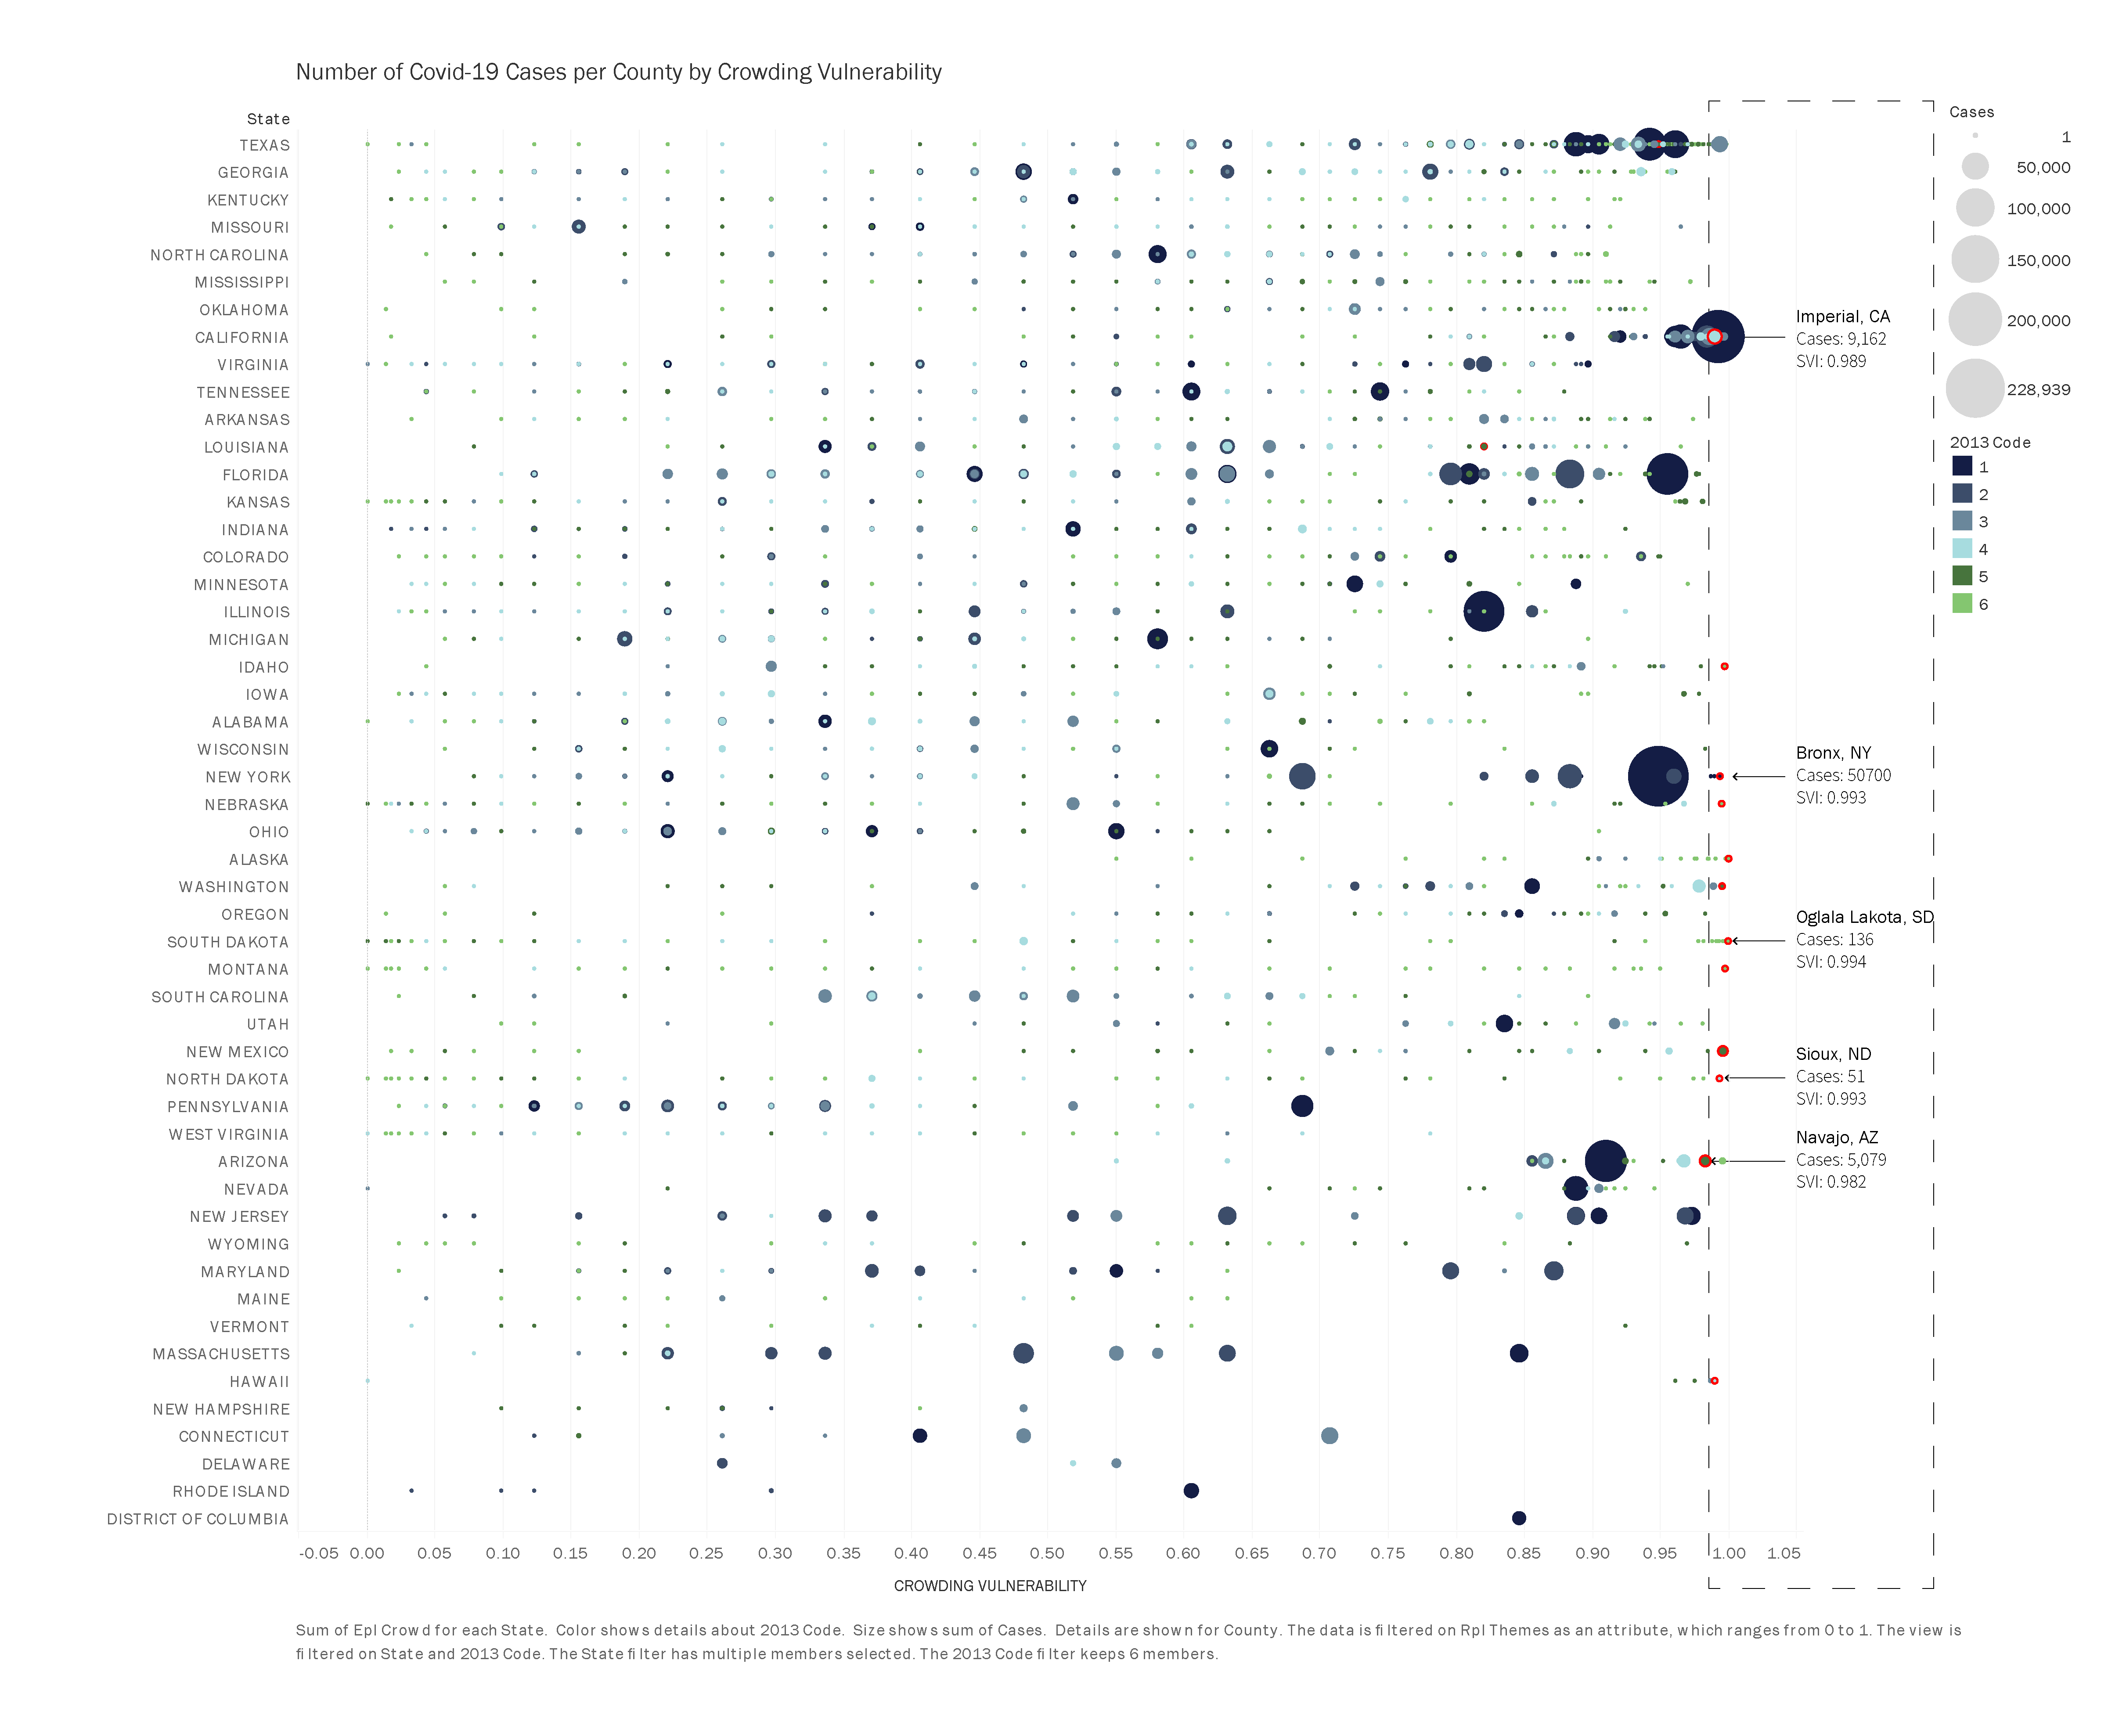 Number of Covid-19 Cases per County by Crowding Vulnerability
State
TEXAS
GEORGIA
KENTUCKY
MISSOURI
NORTH CAROLINA
MISSISSIPPI
OKLAHOMA
CALIFORNIA
VIRGINIA
TENNESSEE
ARKANSAS
LOUISIANA
FLORIDA
KANSAS
INDIANA
COLORADO
MINNESOTA
ILLINOIS
MICHIGAN
IDAHO
IOWA
ALABAMA
WISCONSIN
NEW YORK
NEBRASKA
OHIO
ALASKA
WASHINGTON
OREGON
SOUTH DAKOTA
MONTANA
SOUTH CAROLINA
UTAH
NEW MEXICO
NORTH DAKOTA
PENNSYLVANIA
WEST VIRGINIA
ARIZONA
NEVADA
NEW JERSEY
WYOMING
MARYLAND
MAINE
VERMONT
MASSACHUSETTS
HAWAII
NEW HAMPSHIRE
CONNECTICUT
DELAWARE
RHODE ISLAND
DISTRICT OF COLUMBIA
-0.05 0.00 0.05 0.10 0.15 0.20 0.25 0.30 0.35 0.40 0.45 0.50 0.55 0.60 0.65 0.70 0.75 0.80 0.85 0.90 0.95 1.00 1.05
CROWDING VULNERABILITY
Imperial, CA
Cases: 9,162
SVI: 0.989
Bronx, NY
Cases: 50700
SVI: 0.993
Oglala Lakota, SD
Cases: 136
SVI: 0.994
Sioux, ND
Cases: 51
SVI: 0.993
Navajo, AZ
Cases: 5,079
SVI: 0.982
Cases
1
50,000
100,000
150,000
200,000
228,939
2013 Code
1
2
3
4
5
6
Sum of Epl Crowd for each State. Color shows details about 2013 Code. Size shows sum of Cases. Details are shown for County. The data is filtered on Rpl Themes as an attribute, which ranges from 0 to 1. The view is
filtered on State and 2013 Code. The State filter has multiple members selected. The 2013 Code filter keeps 6 members.